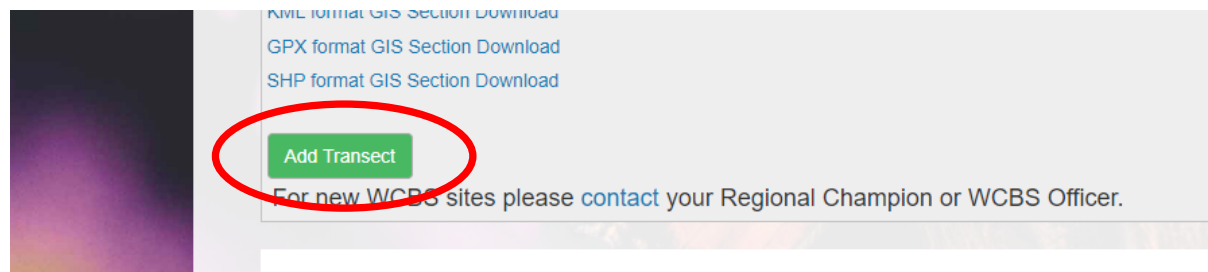 KML format GIS Section Download
GPX format GIS Section Download
SHP format GIS Section Download
Add Transect
For new WCBS sites please contact your Regional Champion or WCBS Officer.